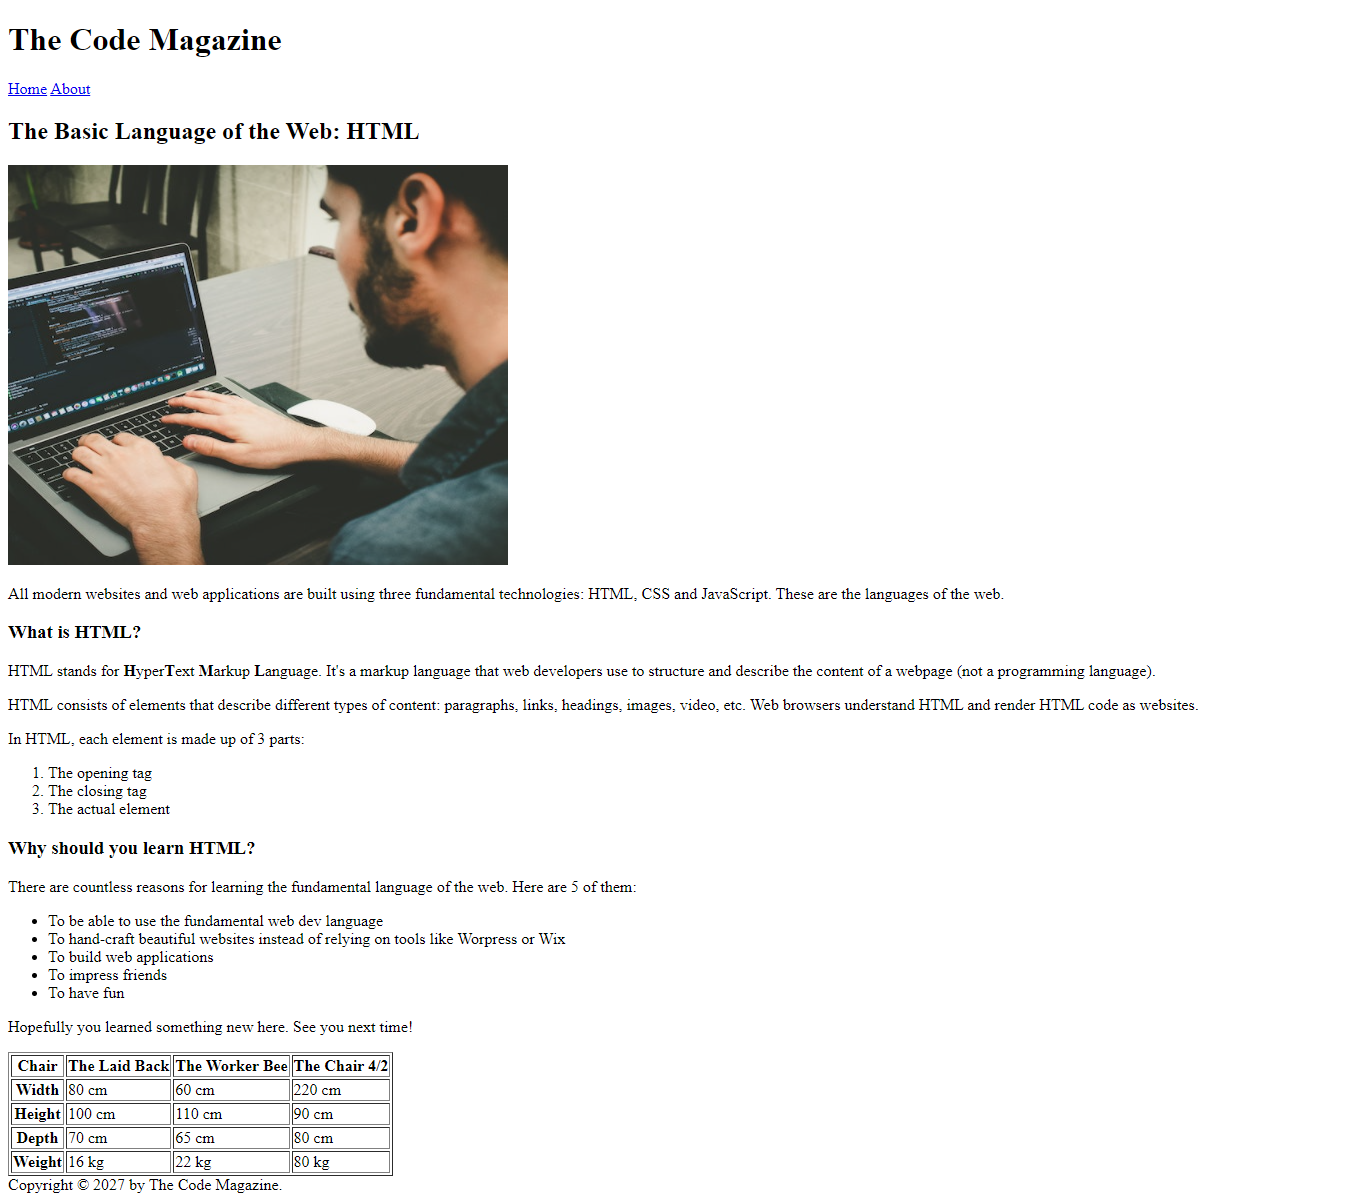 The Code Magazine
Home About
The Basic Language of the Web: HTML
All modern websites and web applications are built using three fundamental technologies: HTML, CSS and JavaScript. These are the languages of the web.
What is HTML?
HTML stands for HyperText Markup Language. It's a markup language that web developers use to structure and describe the content of a webpage (not a programming language).
HTML consists of elements that describe different types of content: paragraphs, links, headings, images, video, etc. Web browsers understand HTML and render HTML code as websites.
In HTML, each element is made up of 3 parts:
1. The opening tag
2. The closing tag
3. The actual element
Why should you learn HTML?
There are countless reasons for learning the fundamental language of the web. Here are 5 of them:
• To be able to use the fundamental web dev language
• To hand-craft beautiful websites instead of relying on tools like Worpress or Wix
• To build web applications
• To impress friends
• To have fun
Hopefully you learned something new here. See you next time!
Chair The Laid Back The Worker Bee The Chair 4/2
Width 80 cm 60 cm 220 cm
Height 100 cm 110 cm 90 cm
Depth 70 cm 65 cm 80 cm
Weight 16 kg 22 kg 80 kg
Copyright © 2027 by The Code Magazine.